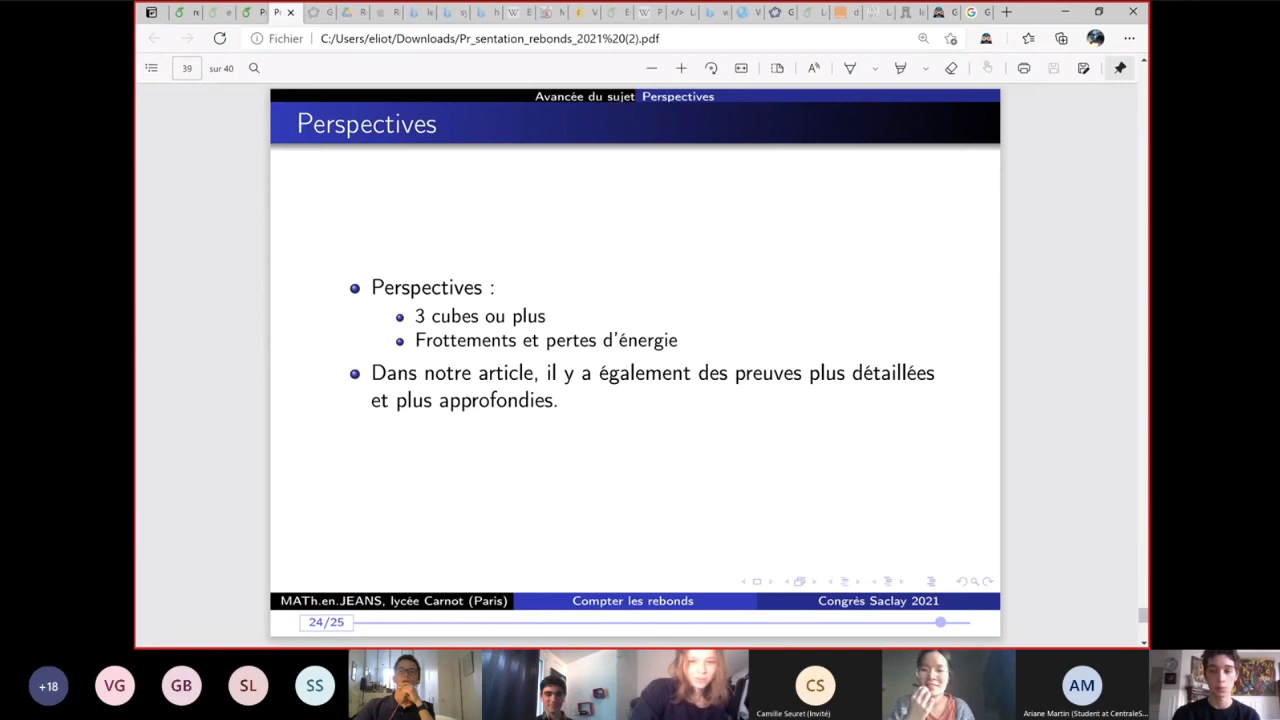 Fichier
C:/Users/eliot/Downloads/Pr_sentation_rebonds_2021%20(2).pdf
39
sur 40
Avancée du sujet Perspectives
Perspectives
Perspectives :
3 cubes ou plus
Frottements et pertes d'énergie
Dans notre article, il y a également des preuves plus détaillées
et plus approfondies.
MATh.en.JEANS, lycée Carnot (Paris) Compter les rebonds Congrès Saclay 2021
24/25
+18
VG
GB
SL
SS
CS
Camille Seuret (Invité)
AM
Ariane Martin (Student at CentraleS...